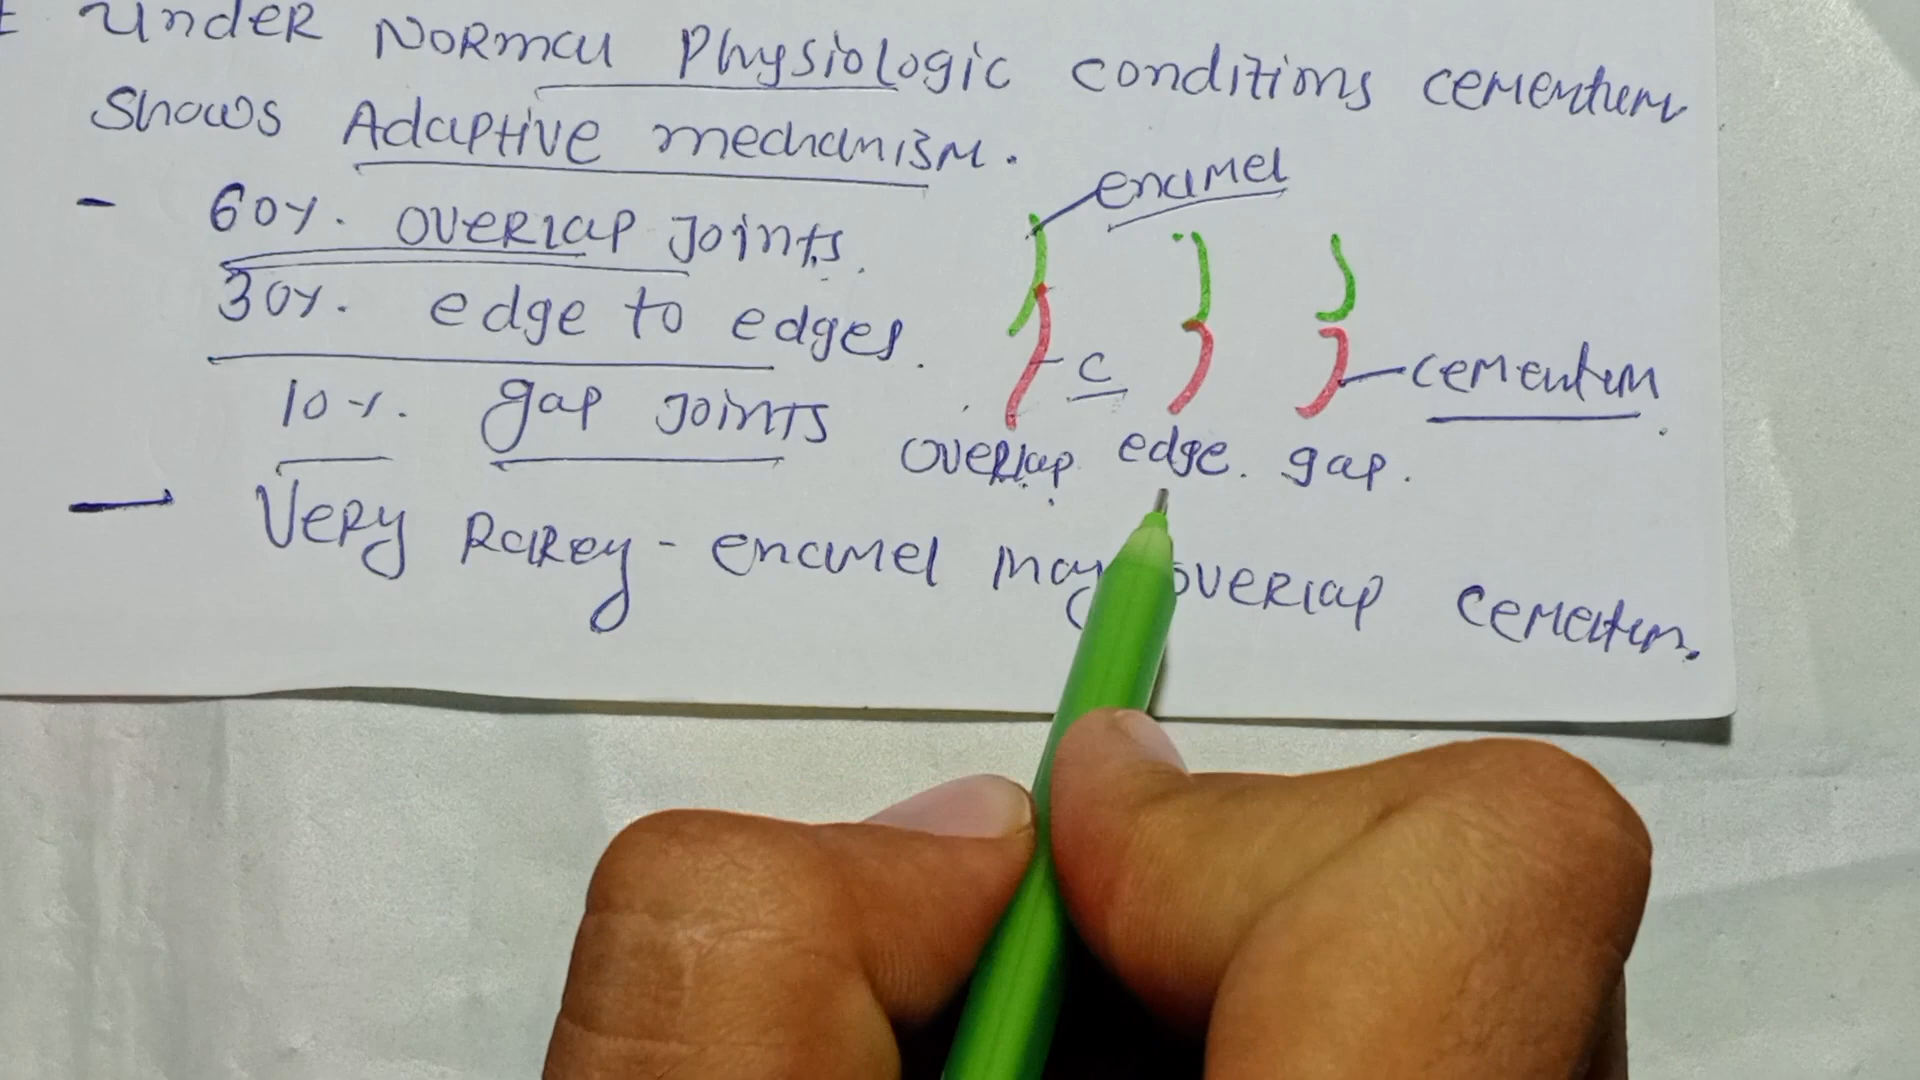 Under Normal Physiologic conditions cementum
shows Adaptive mechanism.
- 60%. overlap Joints.
30%. edge to edges.
10%. gap Joints
enamel
c
cementum
overlap edge. gap.
- Very Rarey - enamel may overlap cementum.